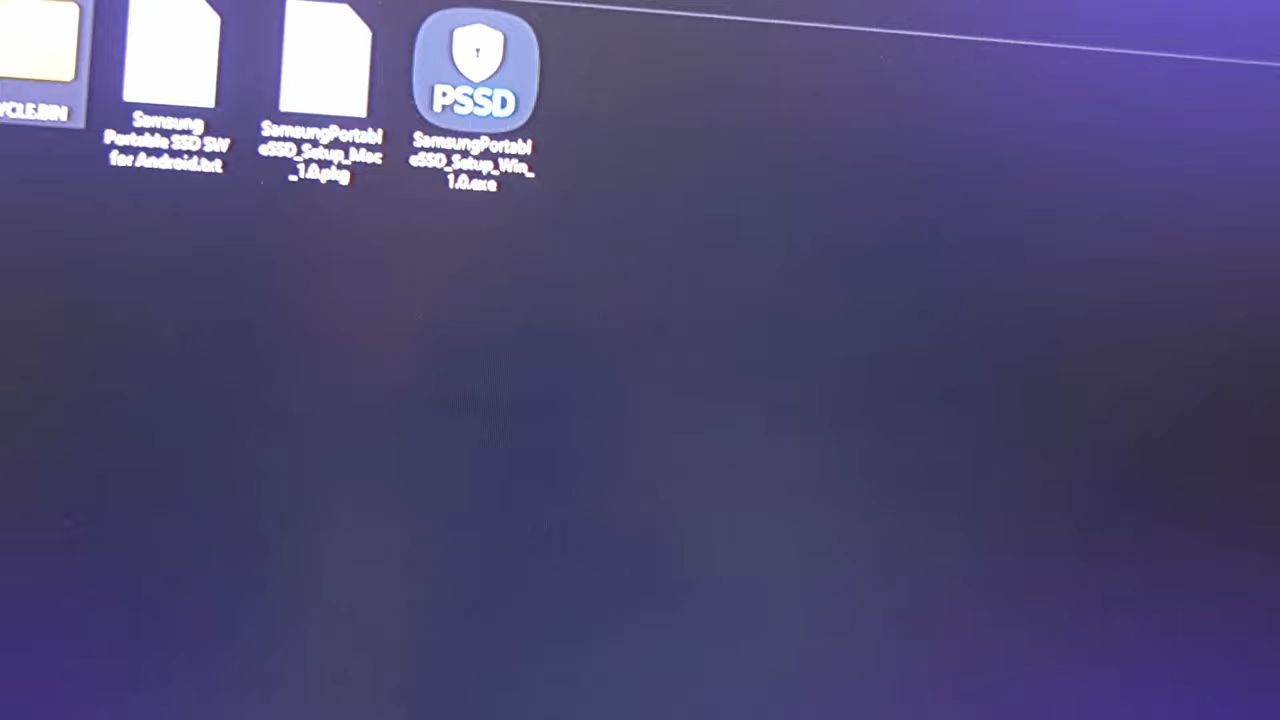 YCLE.BIN
Samsung
Portable SSD SW
for Android.txt
SamsungPortabl
eSSD_Setup_Mac
_1.0.pkg
PSSD
SamsungPortabl
eSSD_Setup_Win_
1.0.exe